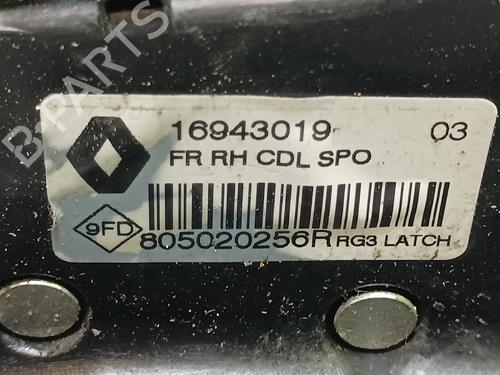 B-PARTS
16943019 03
FR RH CDL SPO
9FD 805020256R RG3 LATCH